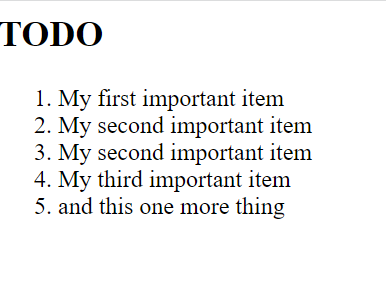 TODO
1. My first important item
2. My second important item
3. My second important item
4. My third important item
5. and this one more thing